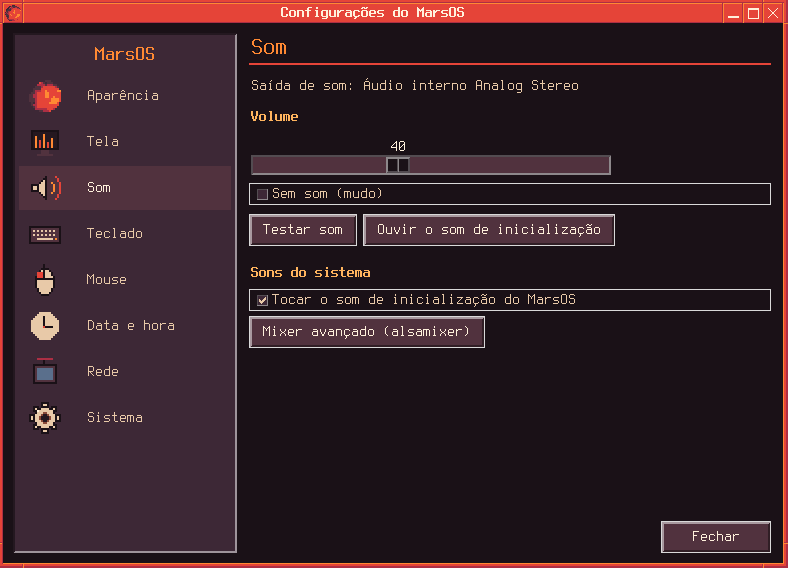 Configurações do MarsOS
MarsOS
Aparência
Tela
Som
Teclado
Mouse
Data e hora
Rede
Sistema
Som
Saída de som: Áudio interno Analog Stereo
Volume
40
Sem som (mudo)
Testar som
Ouvir o som de inicialização
Sons do sistema
Tocar o som de inicialização do MarsOS
Mixer avançado (alsamixer)
Fechar